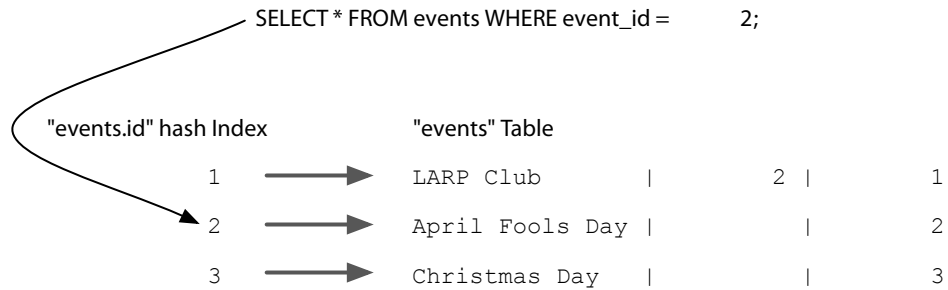 SELECT * FROM events WHERE event_id = 2;
"events.id" hash Index "events" Table
1 LARP Club | 2 | 1
2 April Fools Day | | 2
3 Christmas Day | | 3